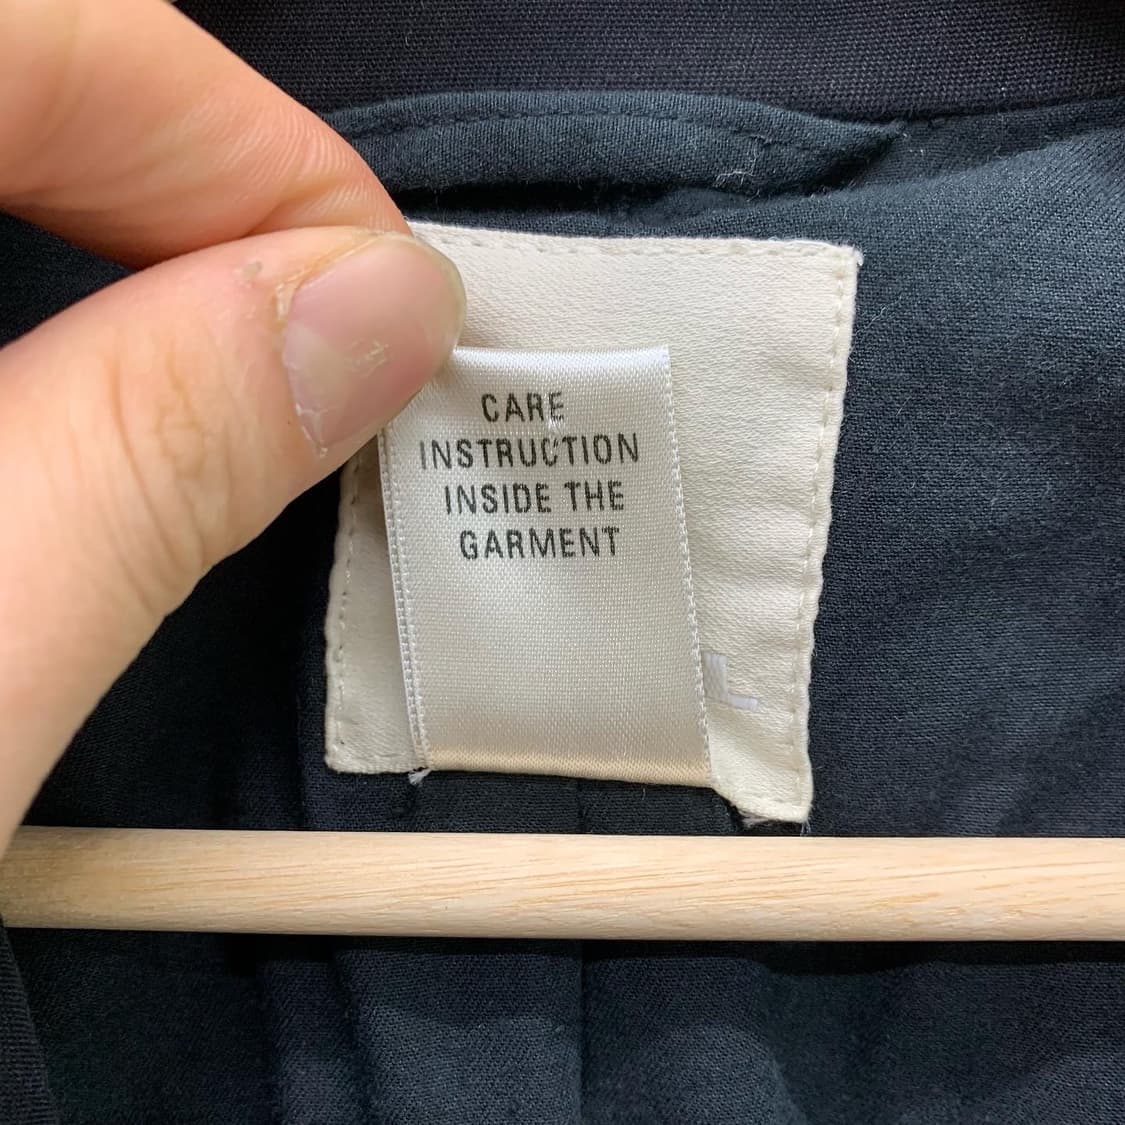 CARE
INSTRUCTION
INSIDE THE
GARMENT
L